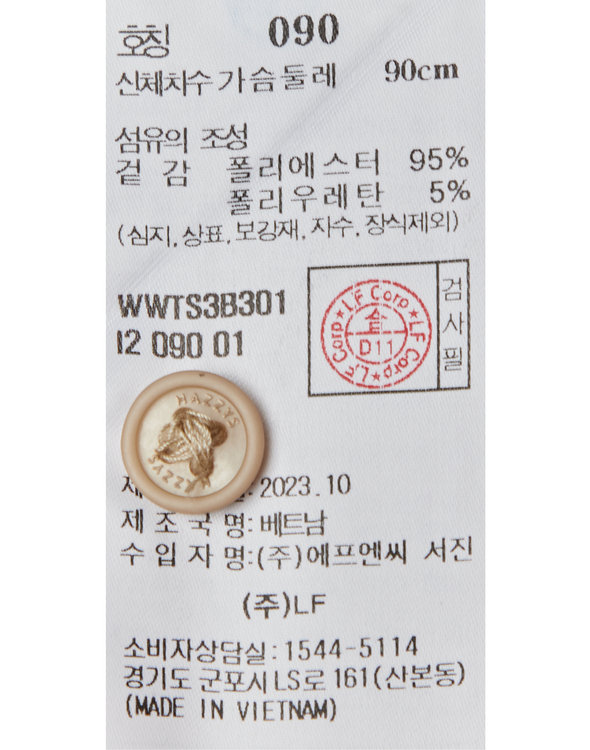 호칭 090
신체치수 가슴둘레 90cm
섬유의 조성
겉 감 폴리에스터 95%
폴리우레탄 5%
(심지, 상표, 보강재, 자수, 장식제외)
WWTS3B301
I2 090 01
LF Corp ★ LF Corp ★ LF Corp ★
D11
검사필
HAZZYS
HAZZYS
제 : 2023.10
제 조 국 명: 베트남
수 입 자 명: (주)에프엔씨 서진
(주)LF
소비자상담실: 1544-5114
경기도 군포시 LS로 161(산본동)
(MADE IN VIETNAM)